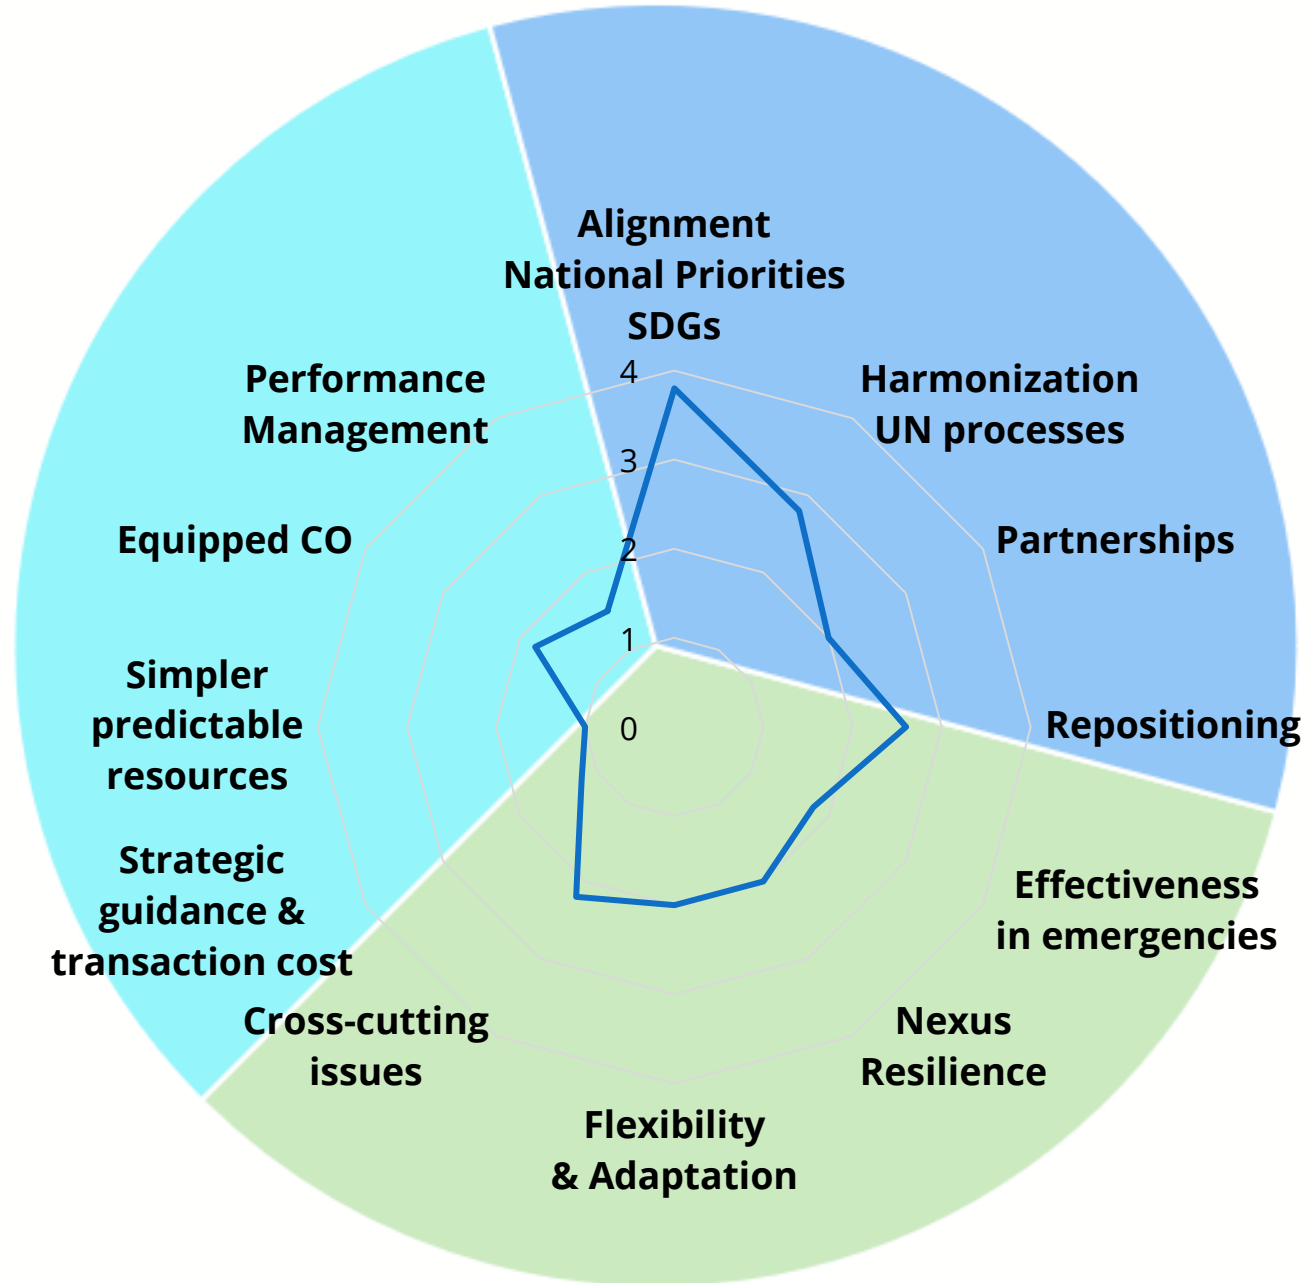 Alignment
National Priorities
SDGs
Harmonization
UN processes
Partnerships
Repositioning
Effectiveness
in emergencies
Nexus
Resilience
Flexibility
& Adaptation
Cross-cutting
issues
Strategic
guidance &
transaction cost
Simpler
predictable
resources
Equipped CO
Performance
Management
4
3
2
1
0